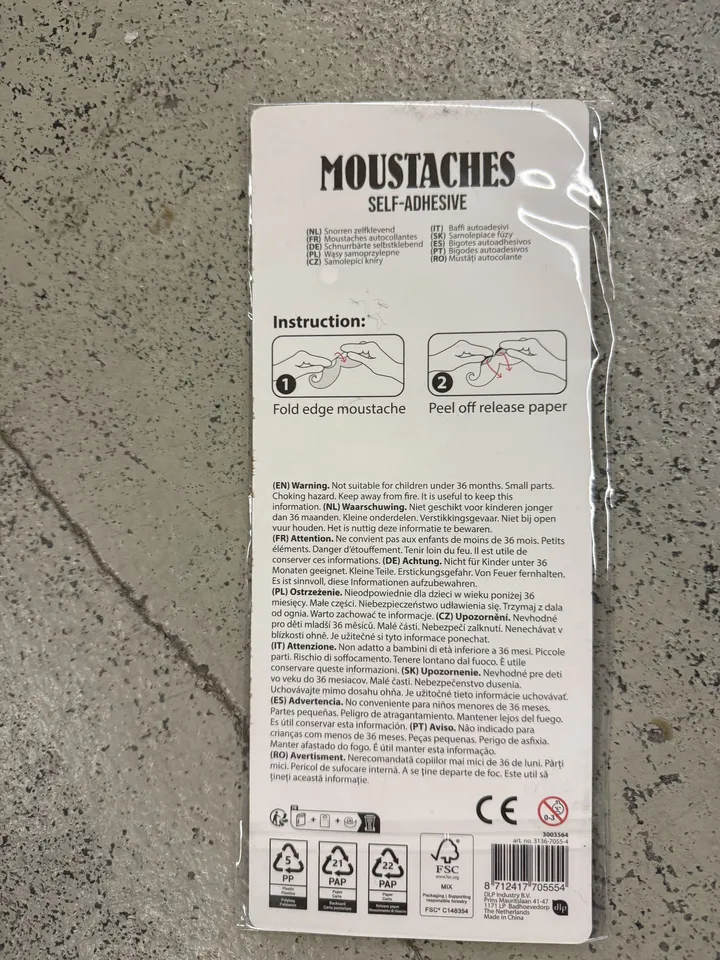 MOUSTACHES
SELF-ADHESIVE
(NL) Snorren zelfklevend
(FR) Moustaches autocollantes
(DE) Schnurrbärte selbstklebend
(PL) Wąsy samoprzylepne
(CZ) Samolepící kníry
(IT) Baffi autoadesivi
(SK) Samolepiace fúzy
(ES) Bigotes autoadhesivos
(PT) Bigodes autoadesivos
(RO) Mustăți autocolante
Instruction:
1
Fold edge moustache
2
Peel off release paper
(EN) Warning. Not suitable for children under 36 months. Small parts.
Choking hazard. Keep away from fire. It is useful to keep this
information. (NL) Waarschuwing. Niet geschikt voor kinderen jonger
dan 36 maanden. Kleine onderdelen. Verstikkingsgevaar. Niet bij open
vuur houden. Het is nuttig deze informatie te bewaren.
(FR) Attention. Ne convient pas aux enfants de moins de 36 mois. Petits
éléments. Danger d'étouffement. Tenir loin du feu. Il est utile de
conserver ces informations. (DE) Achtung. Nicht für Kinder unter 36
Monaten geeignet. Kleine Teile. Erstickungsgefahr. Von Feuer fernhalten.
Es ist sinnvoll, diese Informationen aufzubewahren.
(PL) Ostrzeżenie. Nieodpowiednie dla dzieci w wieku poniżej 36
miesięcy. Małe części. Niebezpieczeństwo udławienia się. Trzymaj z dala
od ognia. Warto zachować te informacje. (CZ) Upozornění. Nevhodné
pro děti mladší 36 měsíců. Malé části. Nebezpečí zalknutí. Nenechávat v
blízkosti ohně. Je užitečné si tyto informace ponechat.
(IT) Attenzione. Non adatto a bambini di età inferiore a 36 mesi. Piccole
parti. Rischio di soffocamento. Tenere lontano dal fuoco. È utile
conservare queste informazioni. (SK) Upozornenie. Nevhodné pre deti
vo veku do 36 mesiacov. Malé časti. Nebezpečenstvo dusenia.
Uchovávajte mimo dosahu ohňa. Je užitočné tieto informácie uchovávať.
(ES) Advertencia. No conveniente para niños menores de 36 meses.
Partes pequeñas. Peligro de atragantamiento. Mantener lejos del fuego.
Es útil conservar esta información. (PT) Aviso. Não indicado para
crianças com menos de 36 meses. Peças pequenas. Perigo de asfixia.
Manter afastado do fogo. É útil manter esta informação.
(RO) Avertisment. Nerecomandată copiilor mai mici de 36 de luni. Părți
mici. Pericol de sufocare internă. A se ține departe de foc. Este util să
țineți această informație.
CE
0-3
3003564
art. no. 3136-7055-4
5
PP
21
PAP
22
PAP
FSC®
www.fsc.org
MIX
Packaging | Supporting
responsible forestry
FSC® C148354
8 712417 705554
DLP Industry B.V.
Prins Mauritslaan 41-47
1171 LP Badhoevedorp
The Netherlands
Made in China
dlp